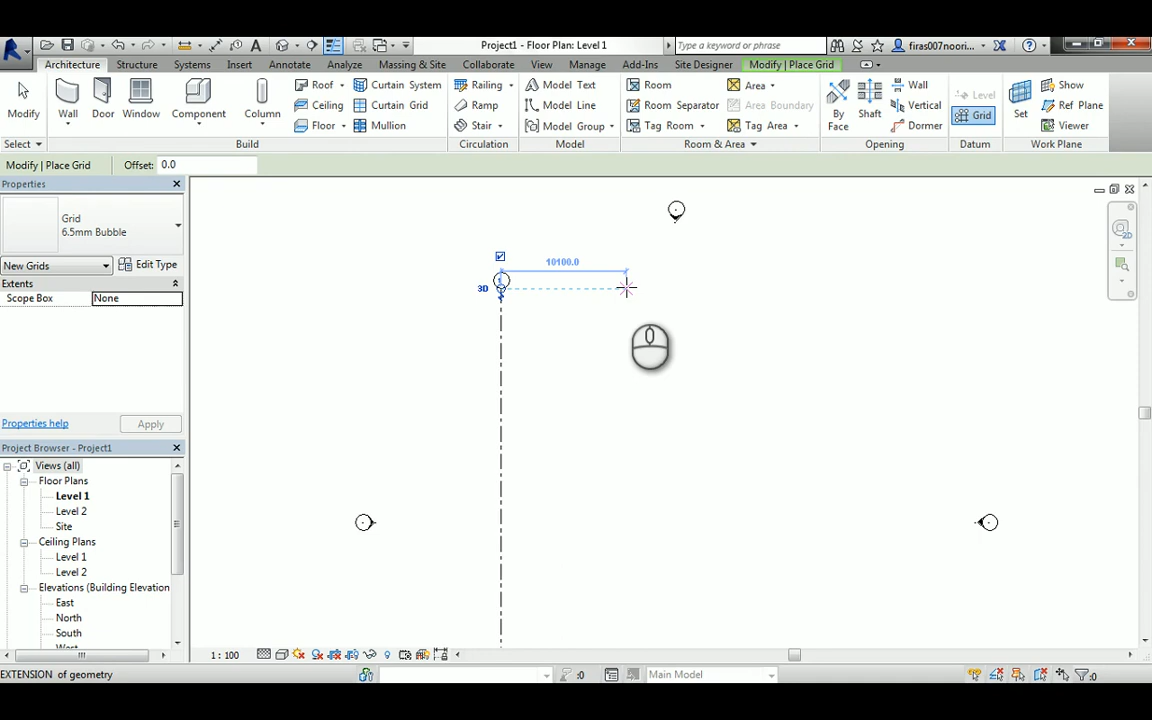 Project1 - Floor Plan: Level 1
Type a keyword or phrase
firas007noori...
Architecture Structure Systems Insert Annotate Analyze Massing & Site Collaborate View Manage Add-Ins Site Designer Modify | Place Grid
Modify
Wall
Door
Window
Component
Column
Roof
Ceiling
Floor
Curtain System
Curtain Grid
Mullion
Railing
Ramp
Stair
Model Text
Model Line
Model Group
Room
Room Separator
Tag Room
Area
Area Boundary
Tag Area
By
Face
Shaft
Wall
Vertical
Dormer
Level
Grid
Set
Show
Ref Plane
Viewer
Select Build Circulation Model Room & Area Opening Datum Work Plane
Modify | Place Grid Offset: 0.0
Properties
Grid
6.5mm Bubble
New Grids Edit Type
Extents
Scope Box None
Properties help Apply
Project Browser - Project1
Views (all)
Floor Plans
Level 1
Level 2
Site
Ceiling Plans
Level 1
Level 2
Elevations (Building Elevation
East
North
South
West
10100.0
3D
1 : 100
EXTENSION of geometry
:0
Main Model
:0